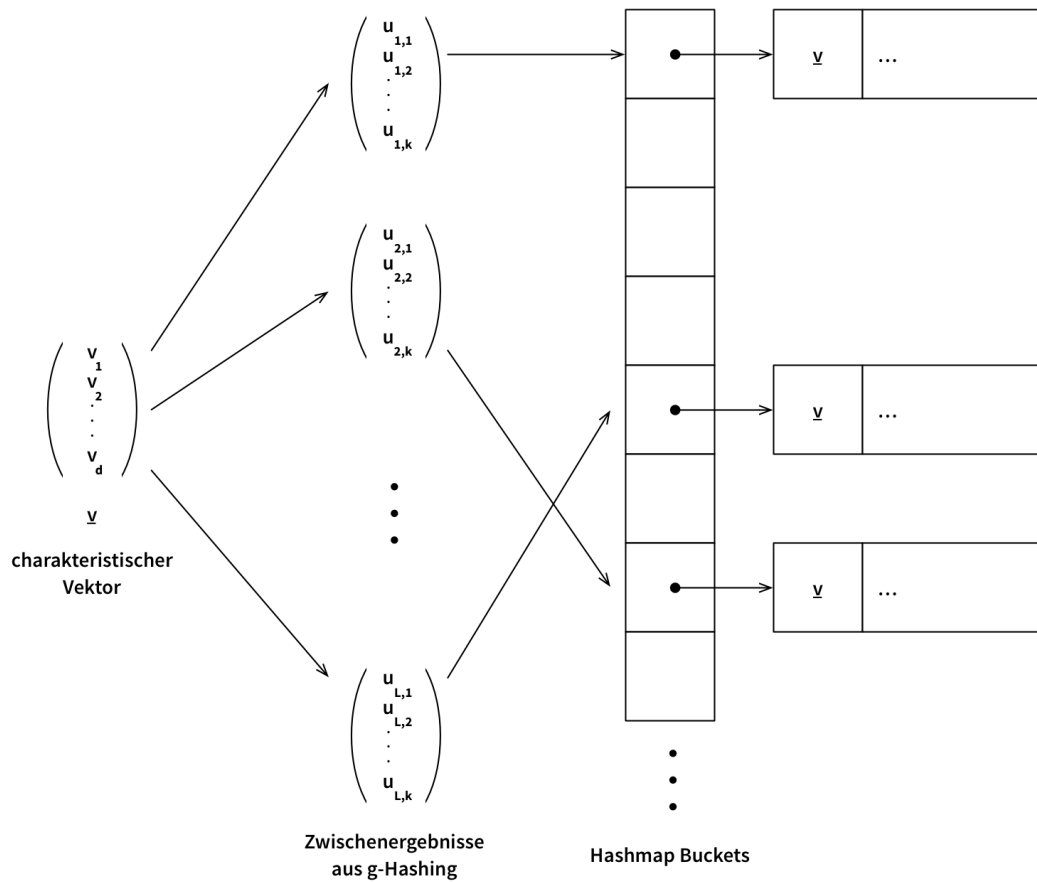 v1
v2
.
.
.
vd
v
charakteristischer
Vektor
u1,1
u1,2
.
.
.
u1,k
u2,1
u2,2
.
.
.
u2,k
uL,1
uL,2
.
.
.
uL,k
Zwischenergebnisse
aus g-Hashing
Hashmap Buckets
v ...
v ...
v ...